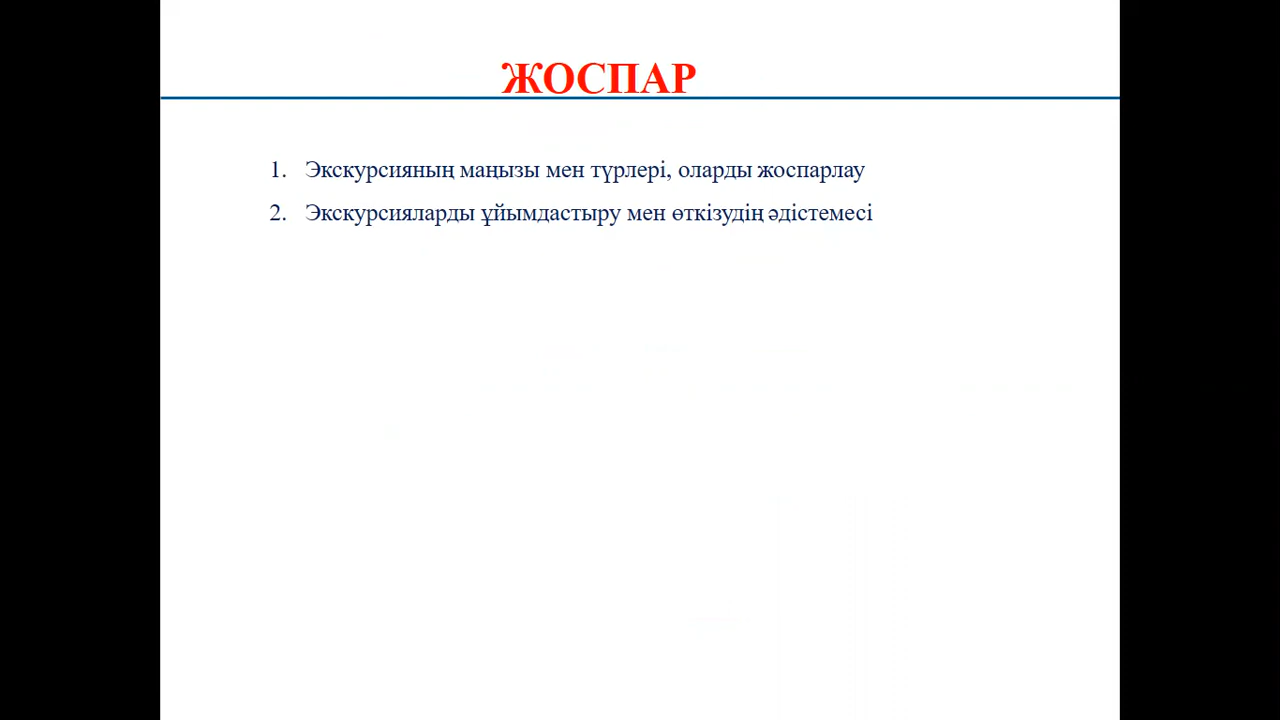 ЖОСПАР
1. Экскурсияның маңызы мен түрлері, оларды жоспарлау
2. Экскурсияларды ұйымдастыру мен өткізудің әдістемесі